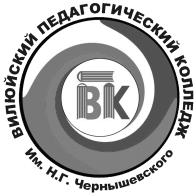 ВИЛЮЙСКИЙ ПЕДАГОГИЧЕСКИЙ КОЛЛЕДЖ
ВК
Им. Н.Г. Чернышевского